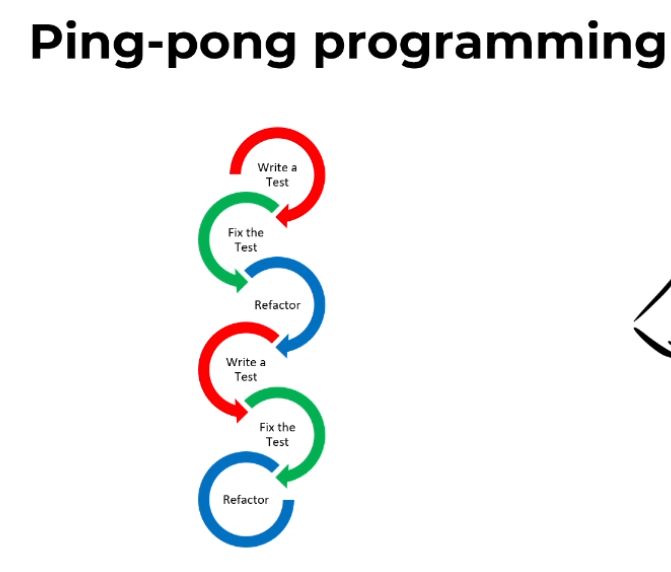 Ping-pong programming
Write a
Test
Fix the
Test
Refactor
Write a
Test
Fix the
Test
Refactor